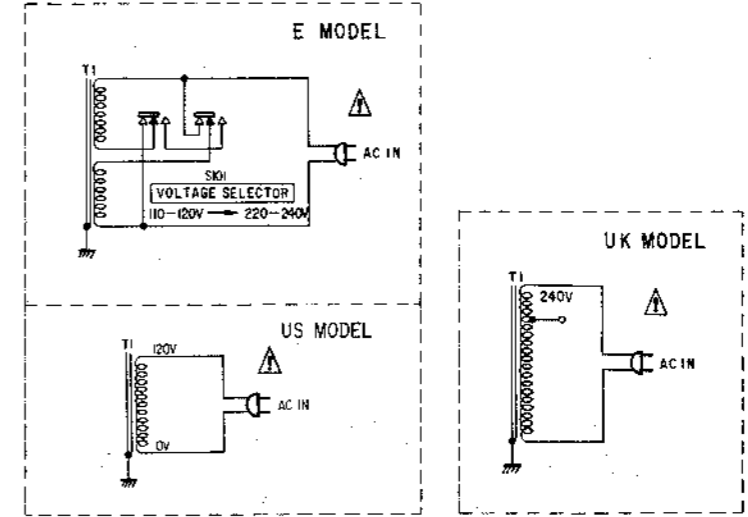 E MODEL
T1
AC IN
VOLTAGE SELECTOR
110-120V → 220-240V
US MODEL
T1
120V
AC IN
0V
UK MODEL
T1
240V
AC IN